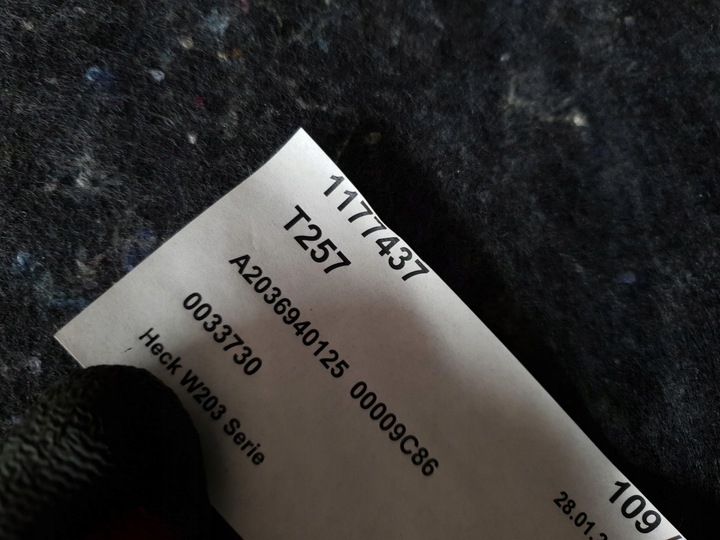 1177437
T257
A2036940125 00009C86
0033730
Heck W203 Serie
109 /
28.01.